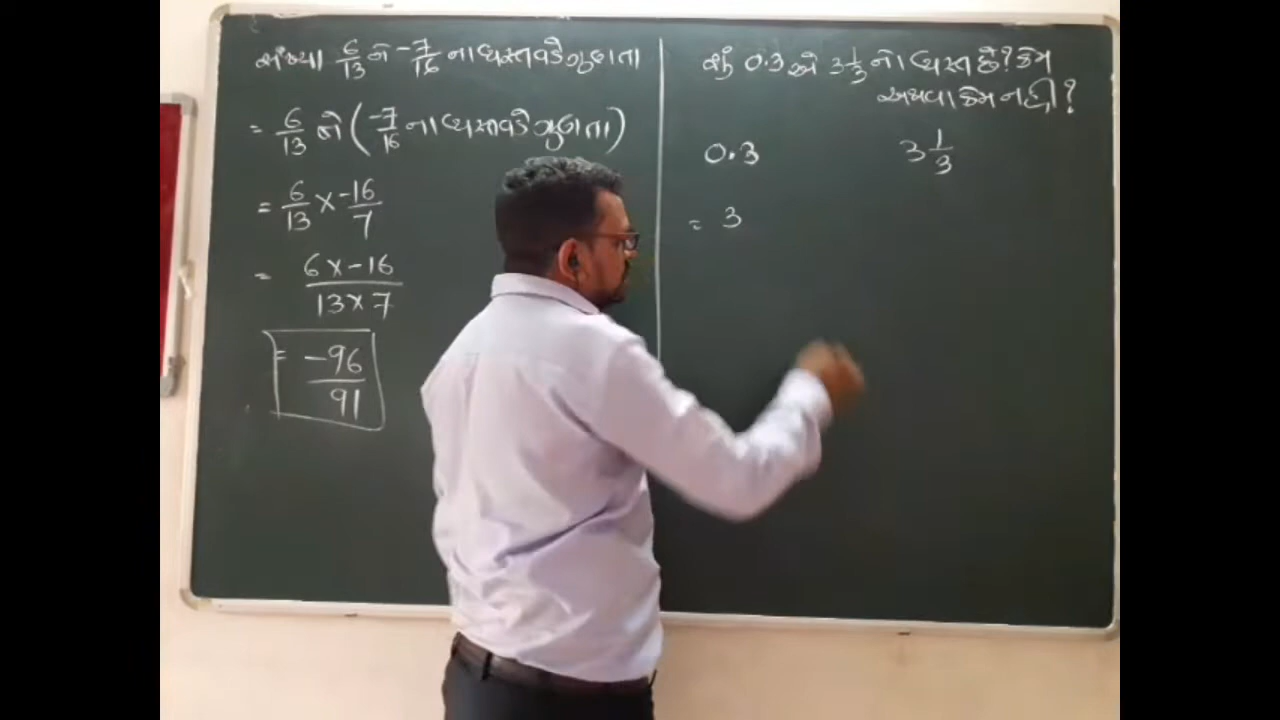 સંખ્યા 6/13 ને -7/16 ના વ્યસ્ત વડે ગુણતા
= 6/13 ને ( -7/16 ના વ્યસ્ત વડે ગુણતા )
= 6/13 × -16/7
= 6 × -16 / 13 × 7
= -96/91
શું 0.3 એ 3 1/3 નો વ્યસ્ત છે? કેમ
અથવા કેમ નહી?
0.3 3 1/3
= 3